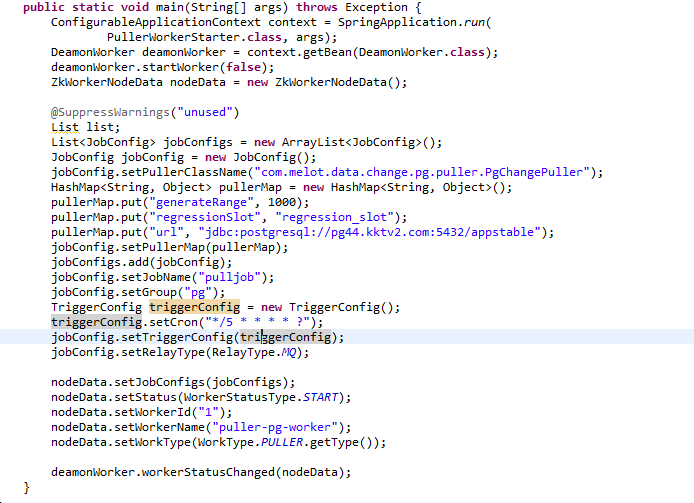 public static void main(String[] args) throws Exception {
ConfigurableApplicationContext context = SpringApplication.run(
PullerWorkerStarter.class, args);
DeamonWorker deamonWorker = context.getBean(DeamonWorker.class);
deamonWorker.startWorker(false);
ZkWorkerNodeData nodeData = new ZkWorkerNodeData();
@SuppressWarnings("unused")
List list;
List<JobConfig> jobConfigs = new ArrayList<JobConfig>();
JobConfig jobConfig = new JobConfig();
jobConfig.setPullerClassName("com.melot.data.change.pg.puller.PgChangePuller");
HashMap<String, Object> pullerMap = new HashMap<String, Object>();
pullerMap.put("generateRange", 1000);
pullerMap.put("regressionSlot", "regression_slot");
pullerMap.put("url", "jdbc:postgresql://pg44.kktv2.com:5432/appstable");
jobConfig.setPullerMap(pullerMap);
jobConfigs.add(jobConfig);
jobConfig.setJobName("pulljob");
jobConfig.setGroup("pg");
TriggerConfig triggerConfig = new TriggerConfig();
triggerConfig.setCron("*/5 * * * * ?");
jobConfig.setTriggerConfig(triggerConfig);
jobConfig.setRelayType(RelayType.MQ);
nodeData.setJobConfigs(jobConfigs);
nodeData.setStatus(WorkerStatusType.START);
nodeData.setWorkerId("1");
nodeData.setWorkerName("puller-pg-worker");
nodeData.setWorkType(WorkType.PULLER.getType());
deamonWorker.workerStatusChanged(nodeData);
}